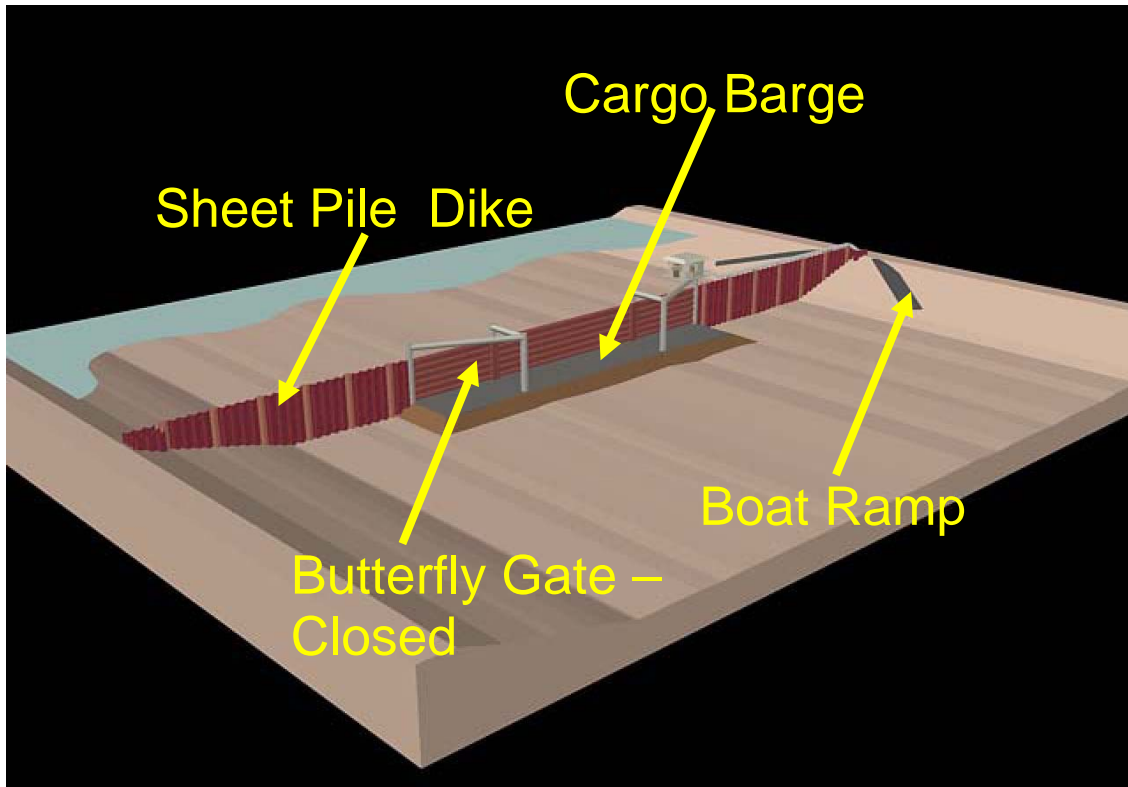 Cargo Barge
Sheet Pile Dike
Boat Ramp
Butterfly Gate –
Closed